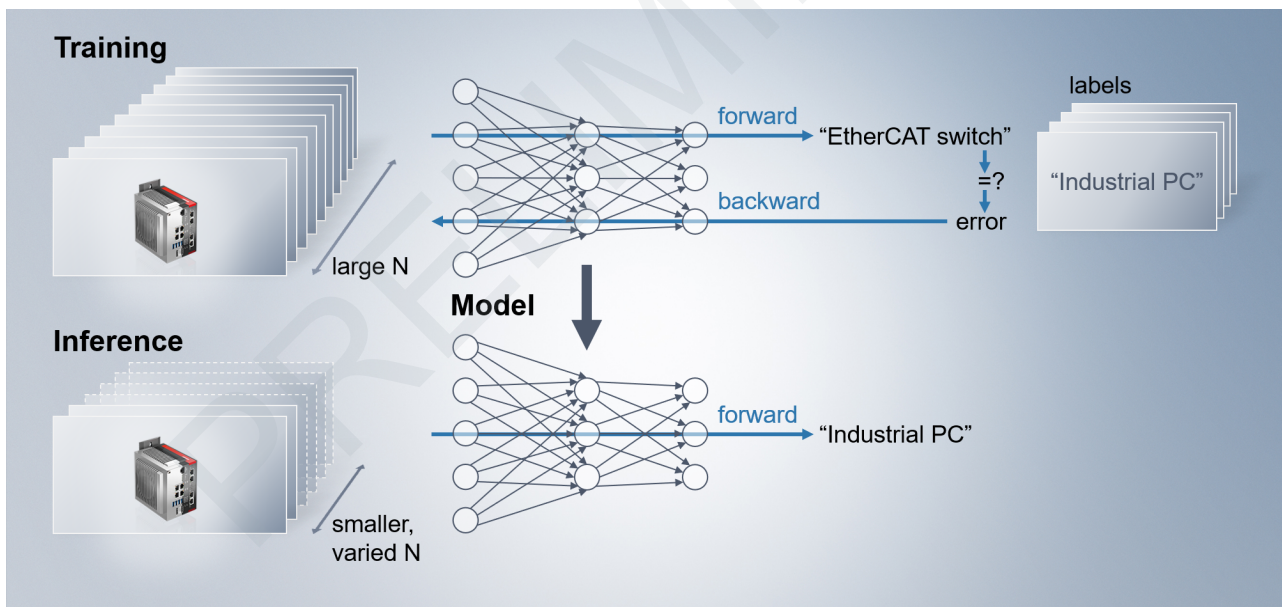 Training
labels
forward
“EtherCAT switch”
=?
“Industrial PC”
backward
error
large N
Model
Inference
forward
“Industrial PC”
smaller,
varied N